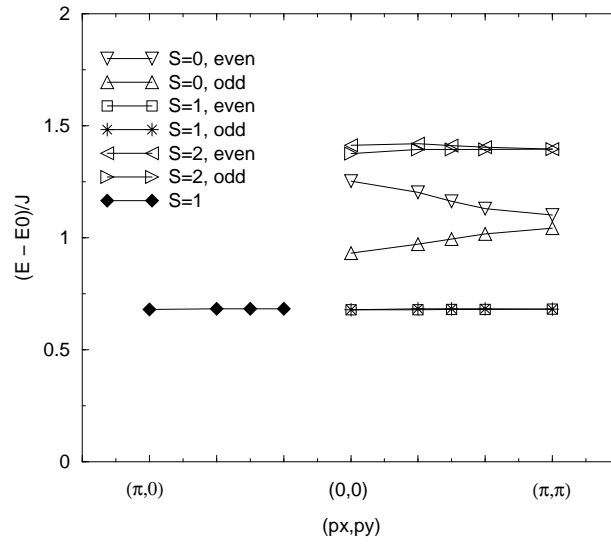 2
S=0, even
S=0, odd
S=1, even
S=1, odd
S=2, even
S=2, odd
S=1
1.5
1
0.5
0
(E − E0)/J
(π,0)
(0,0)
(π,π)
(px,py)